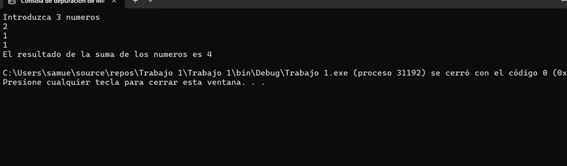 Consola de depuración de Mi
Introduzca 3 numeros
2
1
1
El resultado de la suma de los numeros es 4
C:\Users\samue\source\repos\Trabajo 1\Trabajo 1\bin\Debug\Trabajo 1.exe (proceso 31192) se cerró con el código 0 (0x
Presione cualquier tecla para cerrar esta ventana. . .